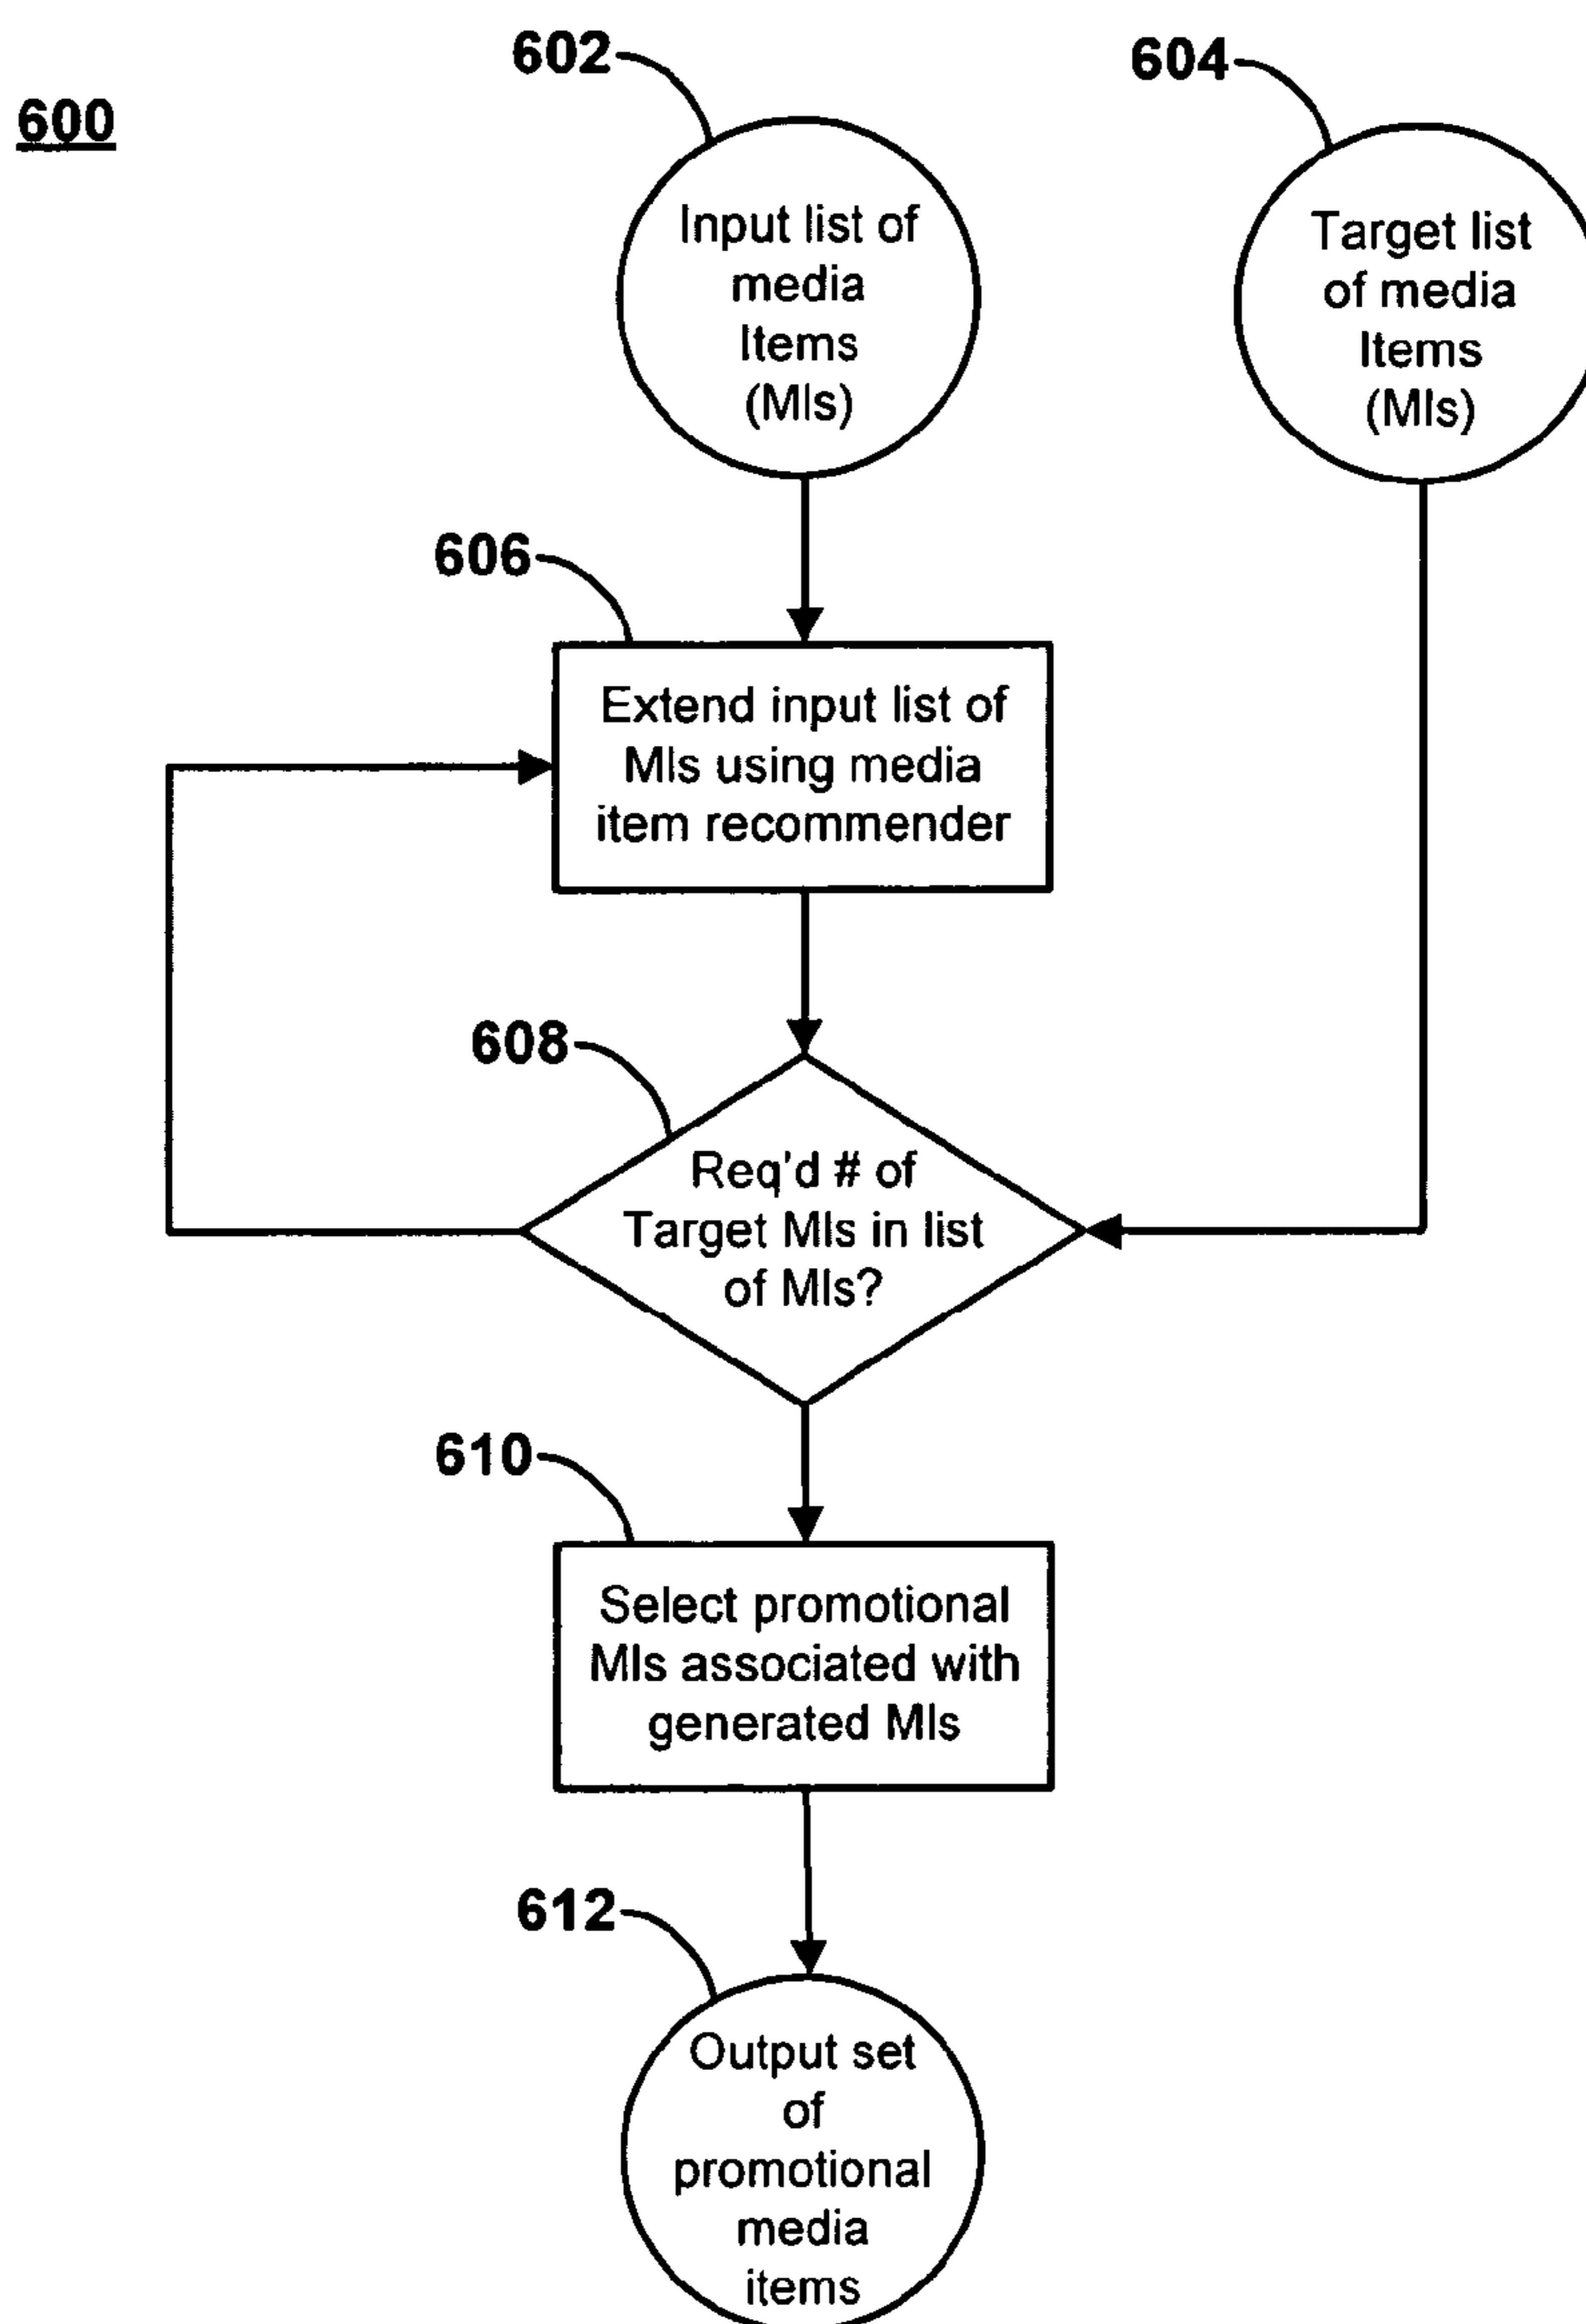 600
602
Input list of
media
Items
(MIs)
604
Target list
of media
Items
(MIs)
606
Extend input list of
MIs using media
item recommender
608
Req'd # of
Target MIs in list
of MIs?
610
Select promotional
MIs associated with
generated MIs
612
Output set
of
promotional
media
items